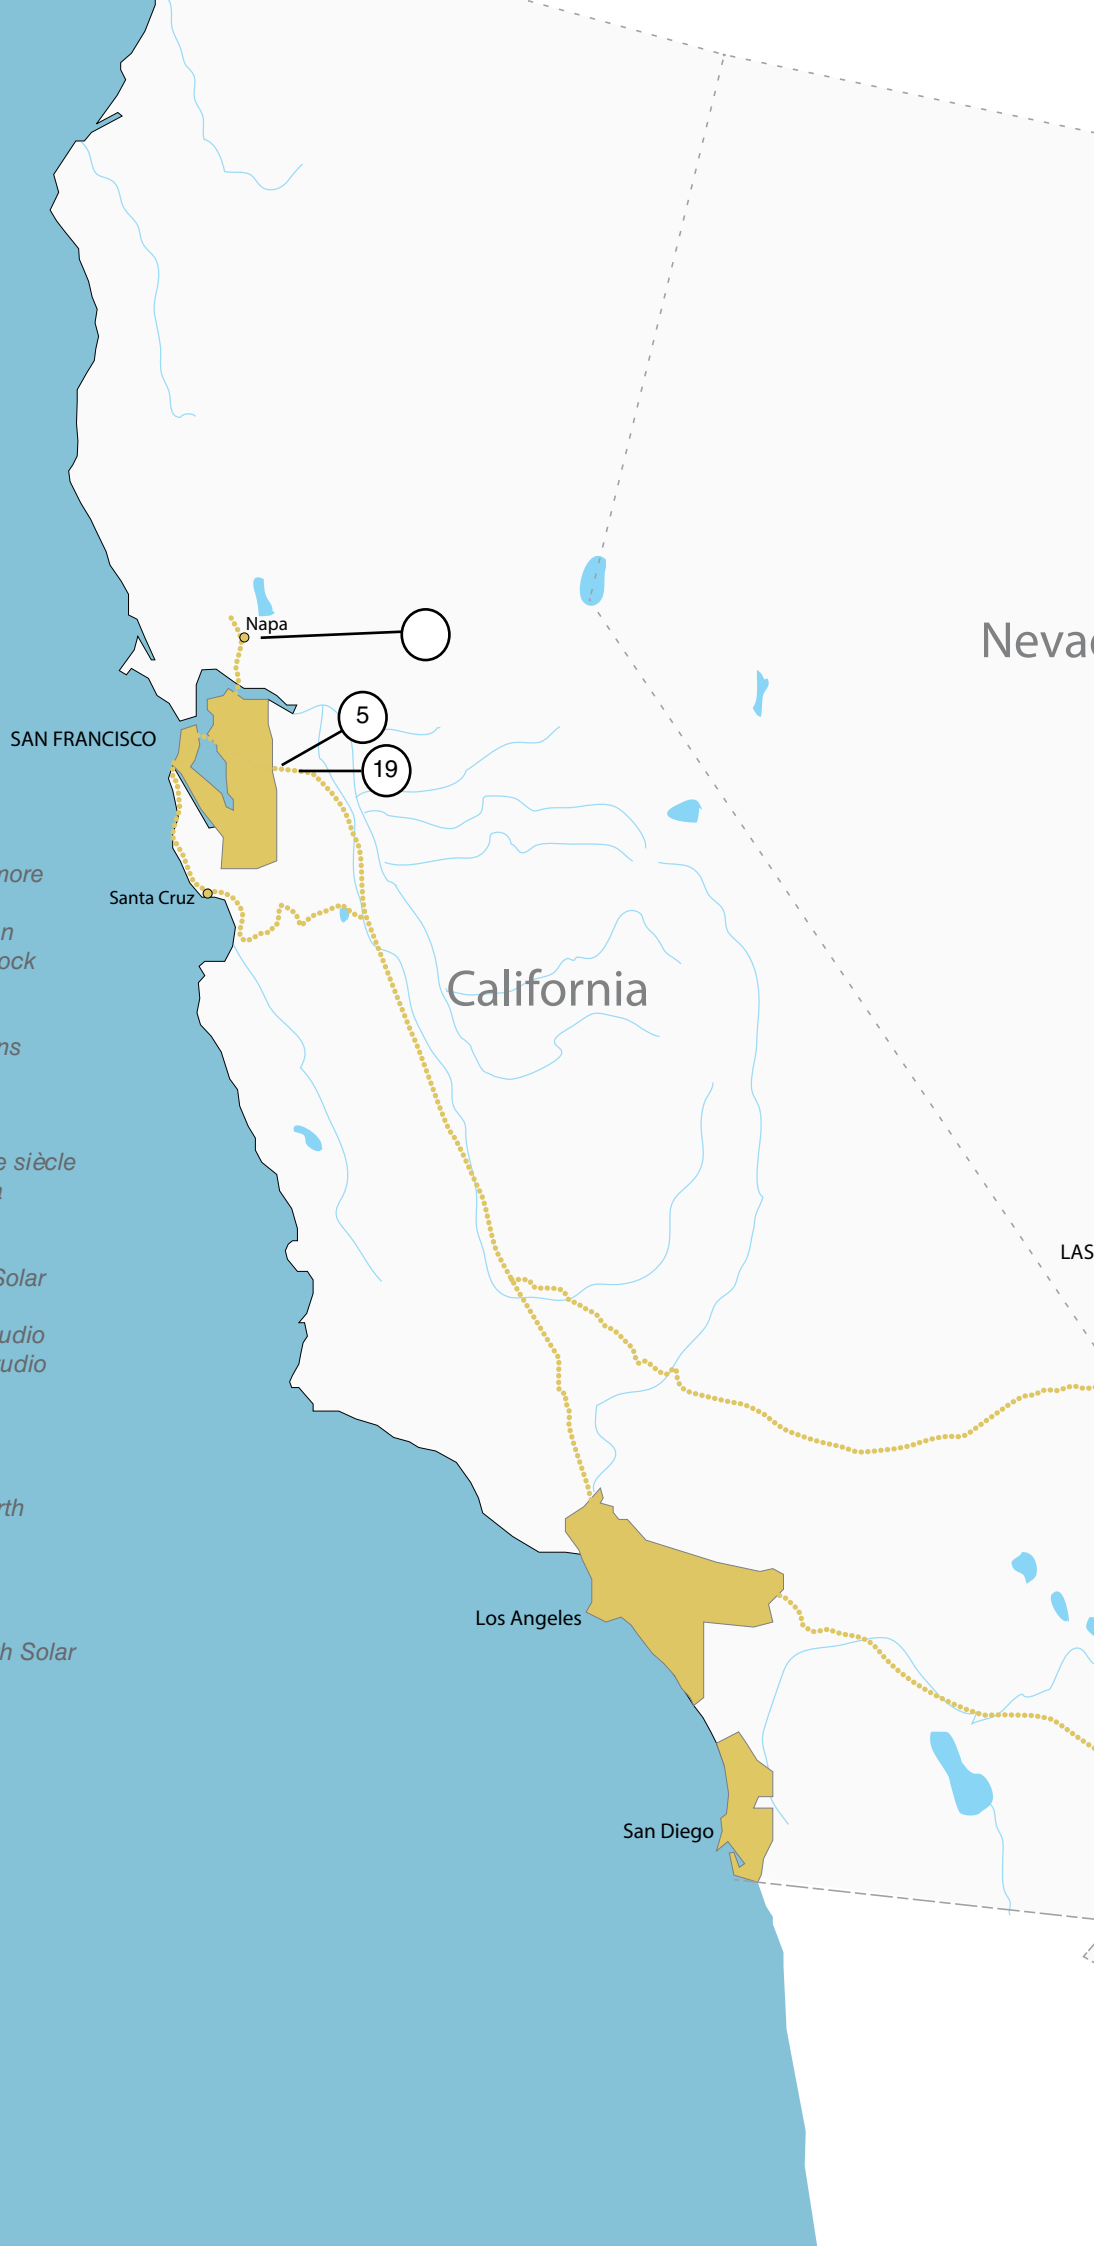 Napa
Nevad
5
SAN FRANCISCO
19
more
Santa Cruz
n
ock
California
ns
e siècle
LAS
Solar
udio
udio
rth
Los Angeles
h Solar
San Diego